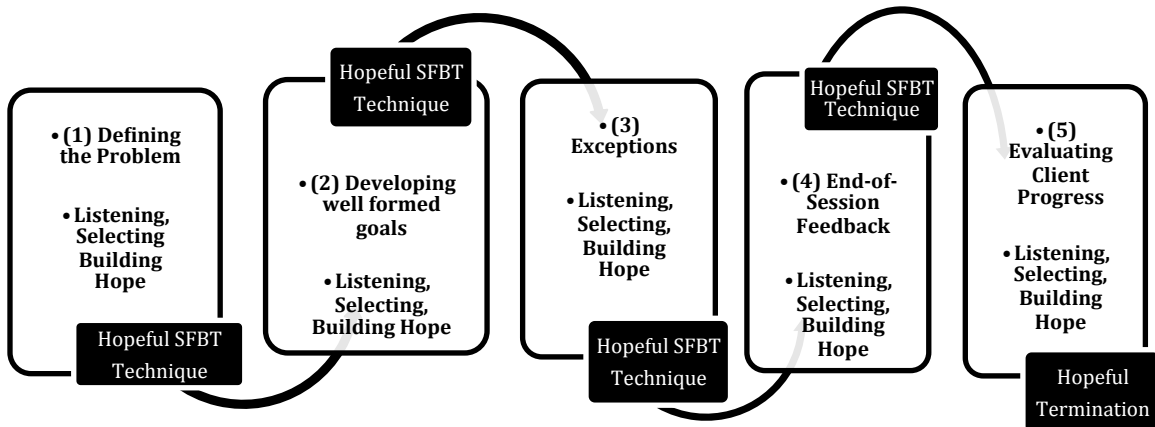 • (1) Defining
the Problem
• Listening,
Selecting
Building
Hope
Hopeful SFBT
Technique
Hopeful SFBT
Technique
• (2) Developing
well formed
goals
• Listening,
Selecting,
Building Hope
• (3)
Exceptions
• Listening,
Selecting,
Building
Hope
Hopeful SFBT
Technique
Hopeful SFBT
Technique
• (4) End-of-
Session
Feedback
• Listening,
Selecting,
Building
Hope
• (5)
Evaluating
Client
Progress
• Listening,
Selecting,
Building
Hope
Hopeful
Termination